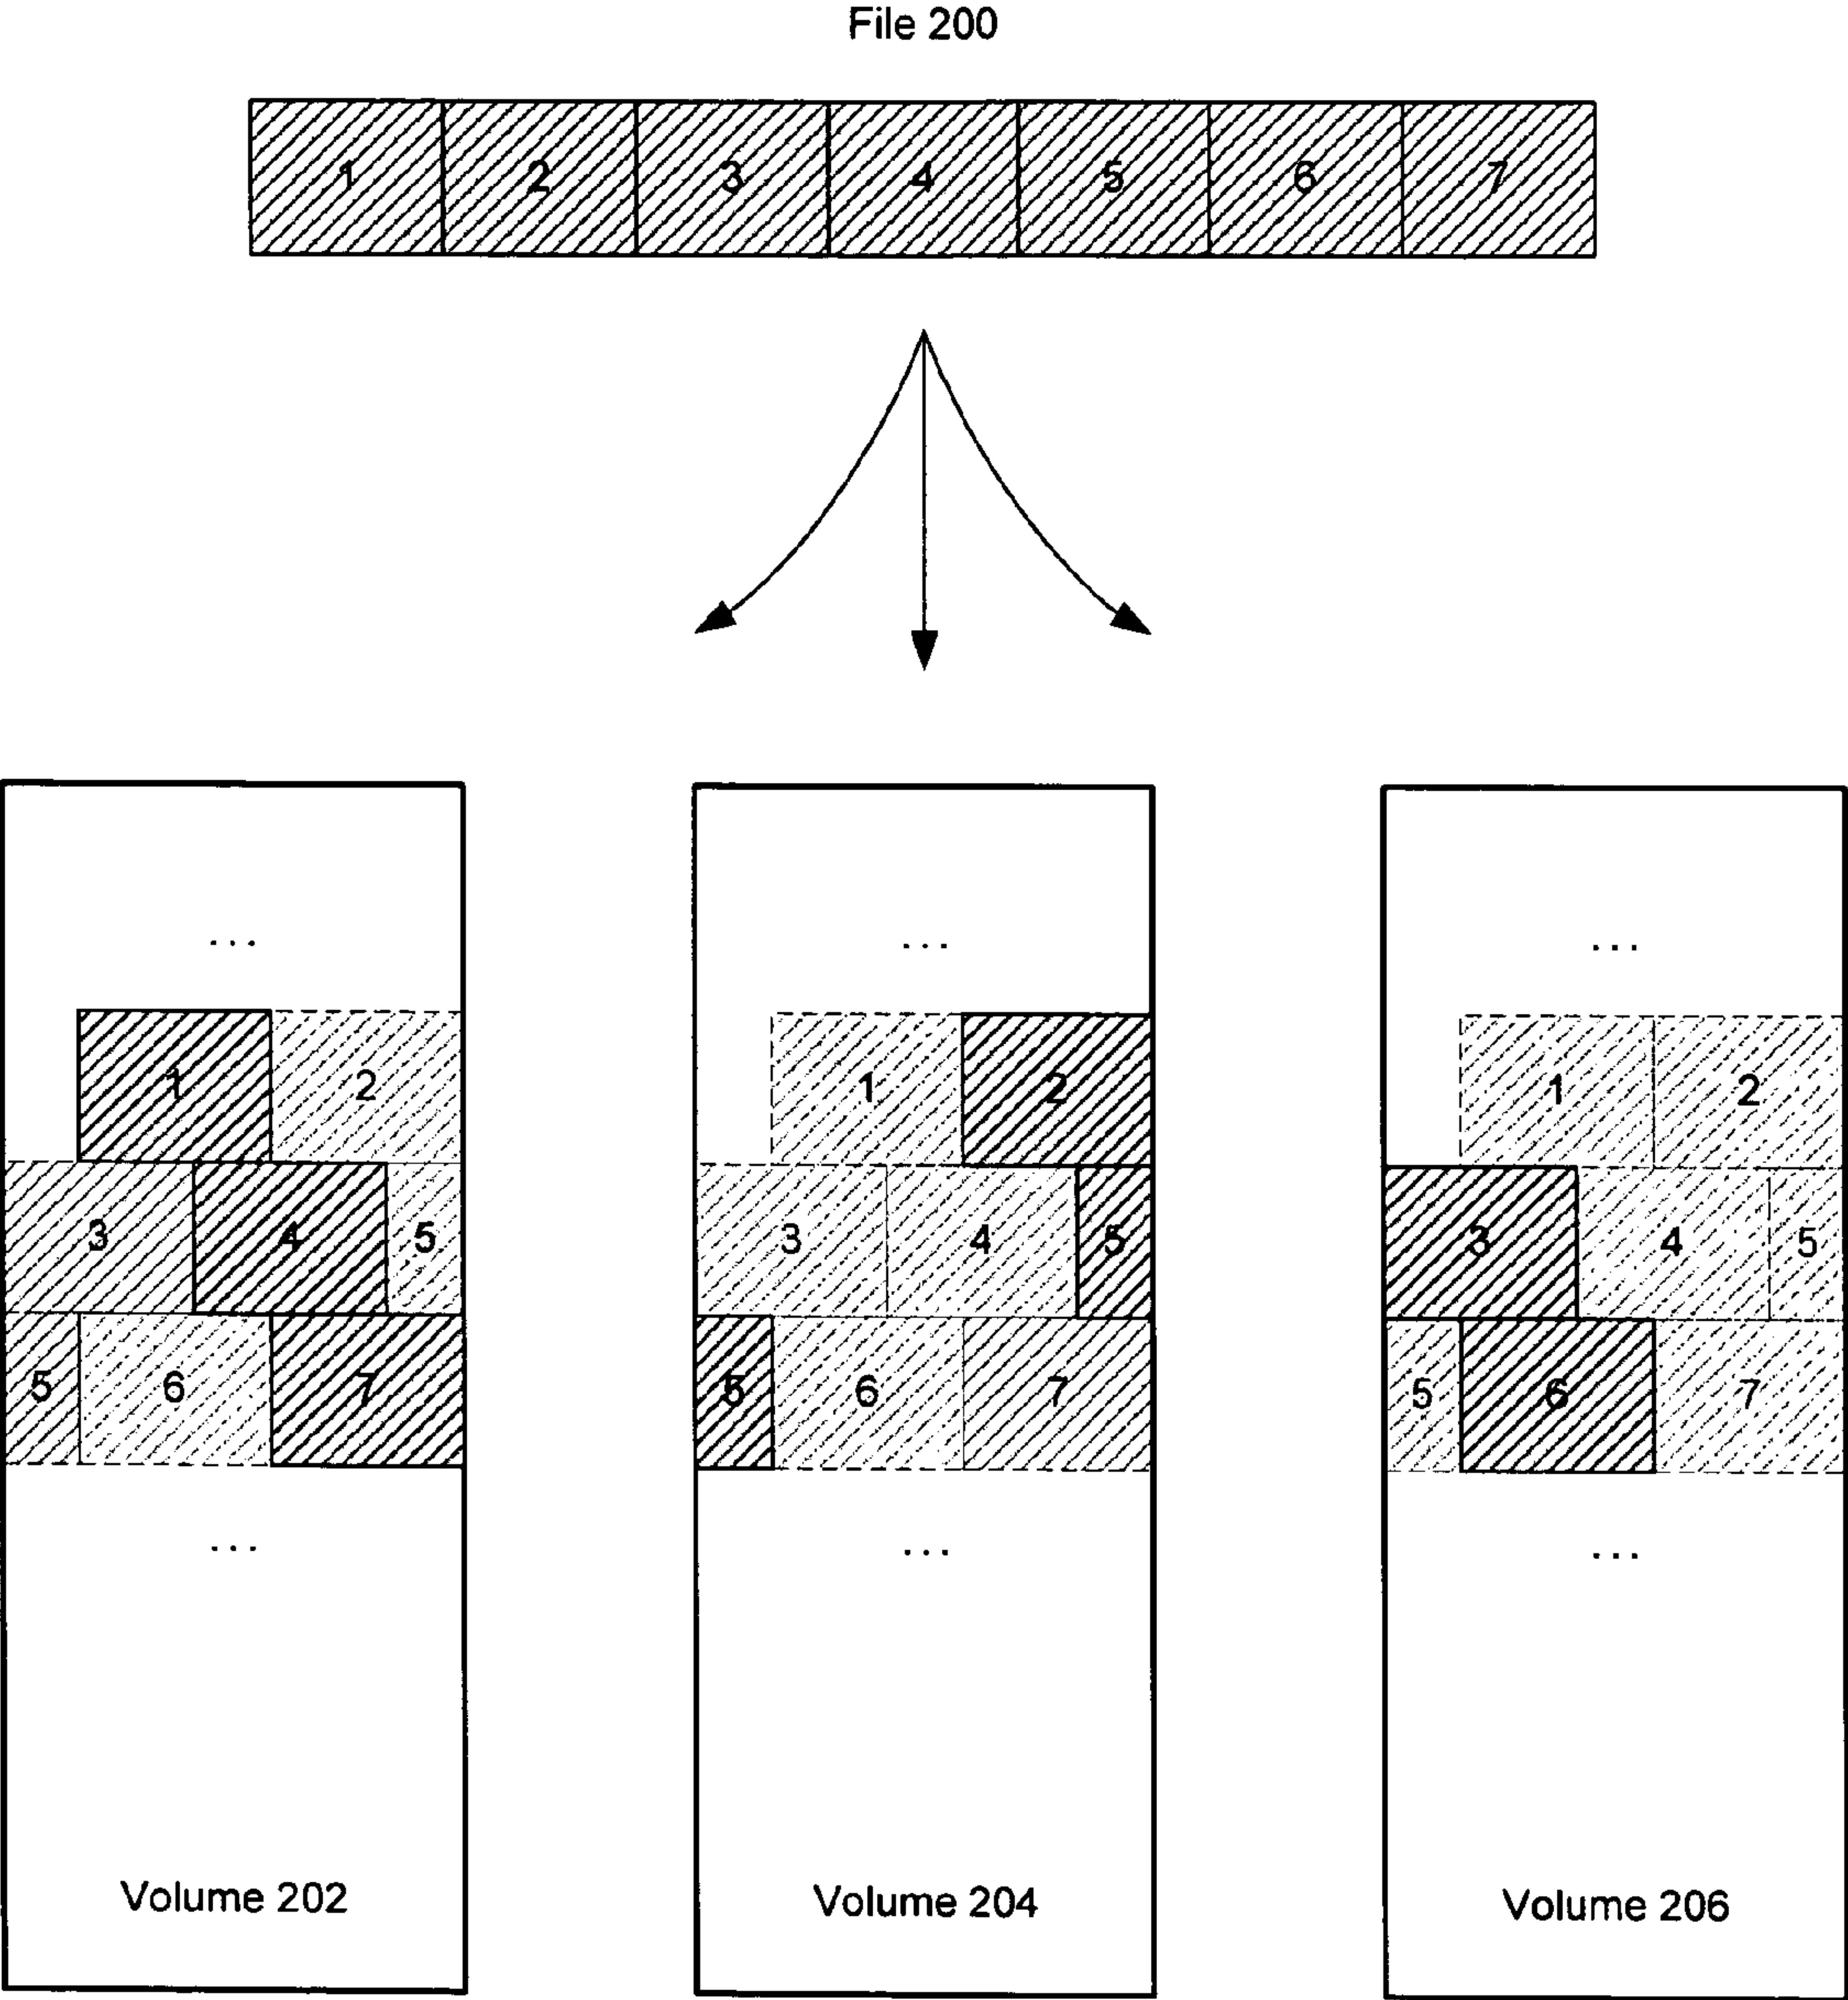 File 200
1 2 3 4 5 6 7
... ... ...
1 2 1 2 1 2
3 4 5 3 4 5 3 4 5
5 6 7 5 6 7 5 6 7
... ... ...
Volume 202 Volume 204 Volume 206